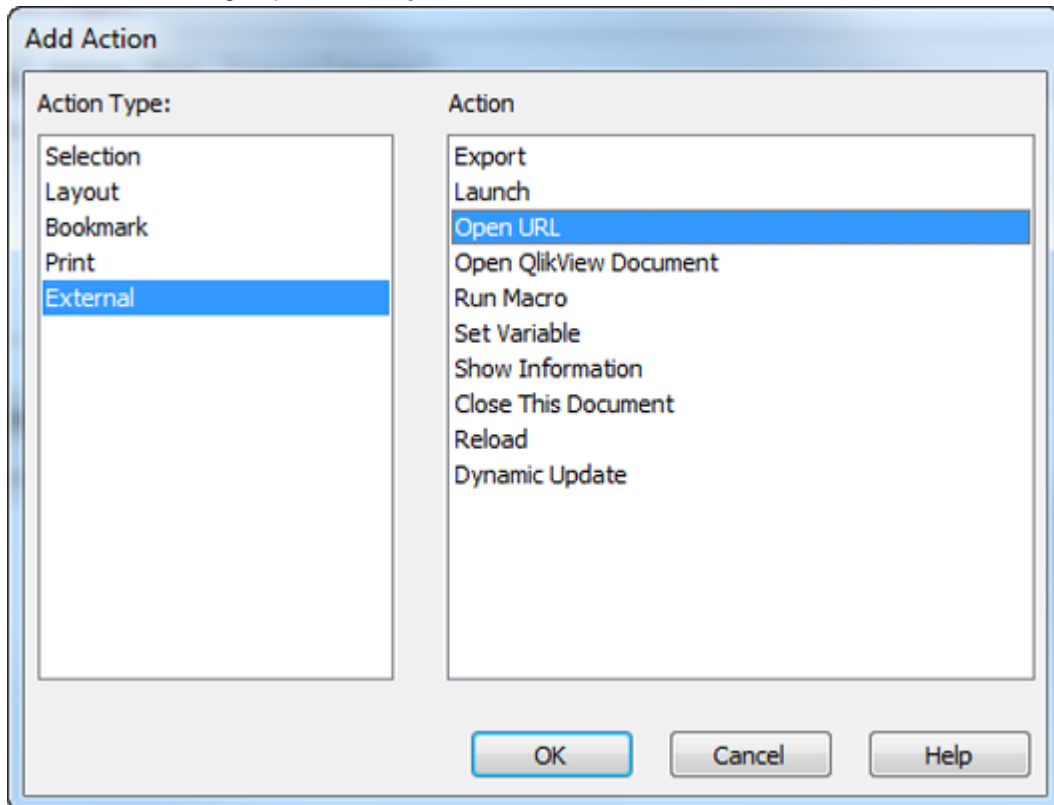 Add Action
Action Type:
Selection
Layout
Bookmark
Print
External
Action
Export
Launch
Open URL
Open QlikView Document
Run Macro
Set Variable
Show Information
Close This Document
Reload
Dynamic Update
OK
Cancel
Help